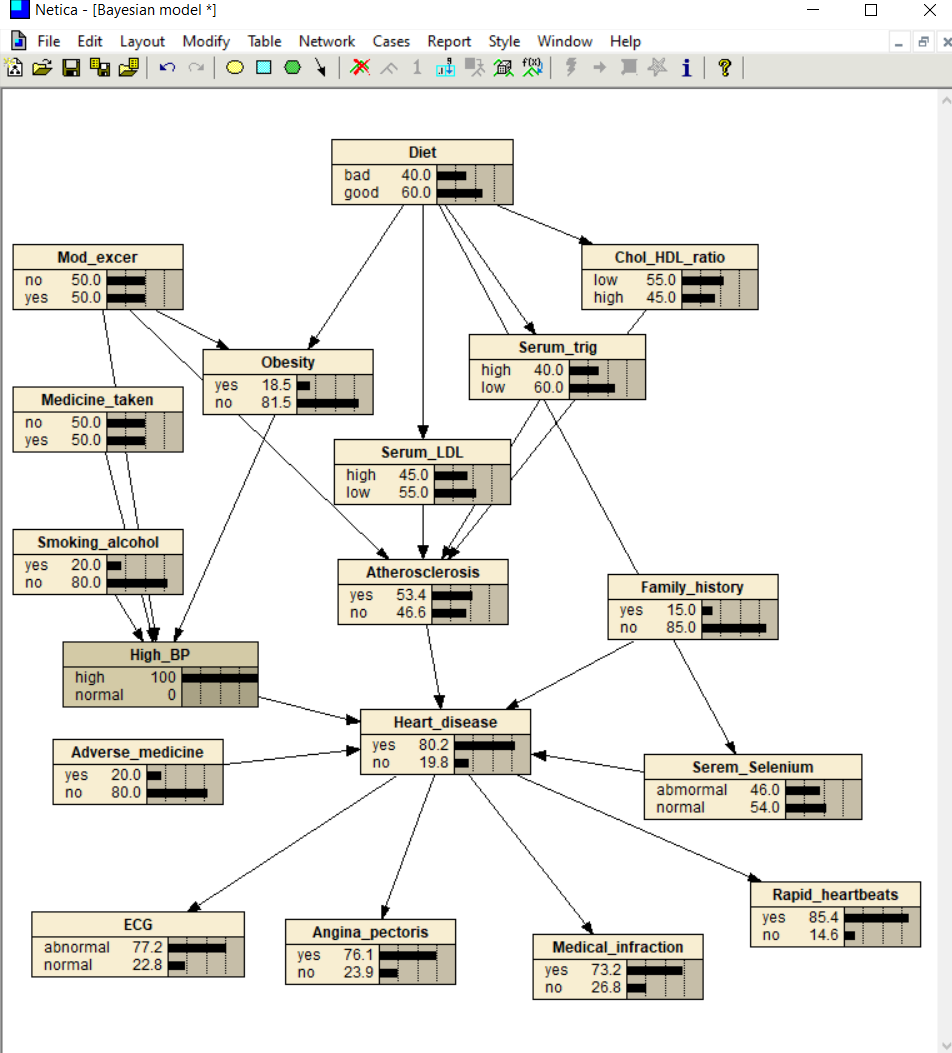 Netica - [Bayesian model *]
File Edit Layout Modify Table Network Cases Report Style Window Help
1 f(x) i ?
Diet
bad 40.0
good 60.0
Mod_excer
no 50.0
yes 50.0
Chol_HDL_ratio
low 55.0
high 45.0
Obesity
yes 18.5
no 81.5
Serum_trig
high 40.0
low 60.0
Medicine_taken
no 50.0
yes 50.0
Serum_LDL
high 45.0
low 55.0
Smoking_alcohol
yes 20.0
no 80.0
Atherosclerosis
yes 53.4
no 46.6
Family_history
yes 15.0
no 85.0
High_BP
high 100
normal 0
Heart_disease
yes 80.2
no 19.8
Adverse_medicine
yes 20.0
no 80.0
Serem_Selenium
abmormal 46.0
normal 54.0
Rapid_heartbeats
yes 85.4
no 14.6
ECG
abnormal 77.2
normal 22.8
Angina_pectoris
yes 76.1
no 23.9
Medical_infraction
yes 73.2
no 26.8